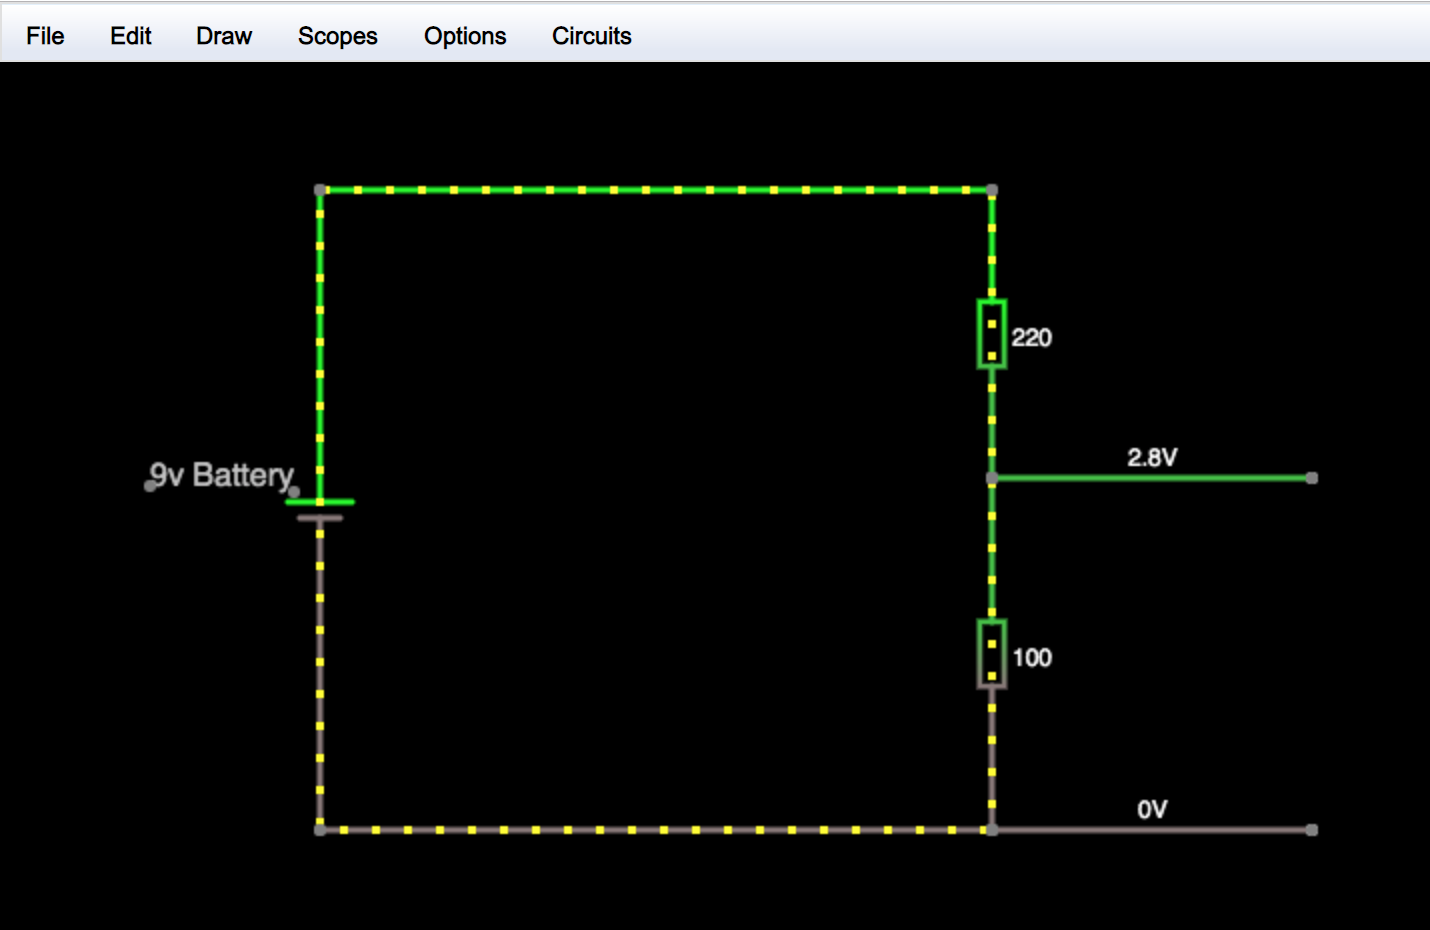 File Edit Draw Scopes Options Circuits
220
2.8V
9v Battery
100
0V